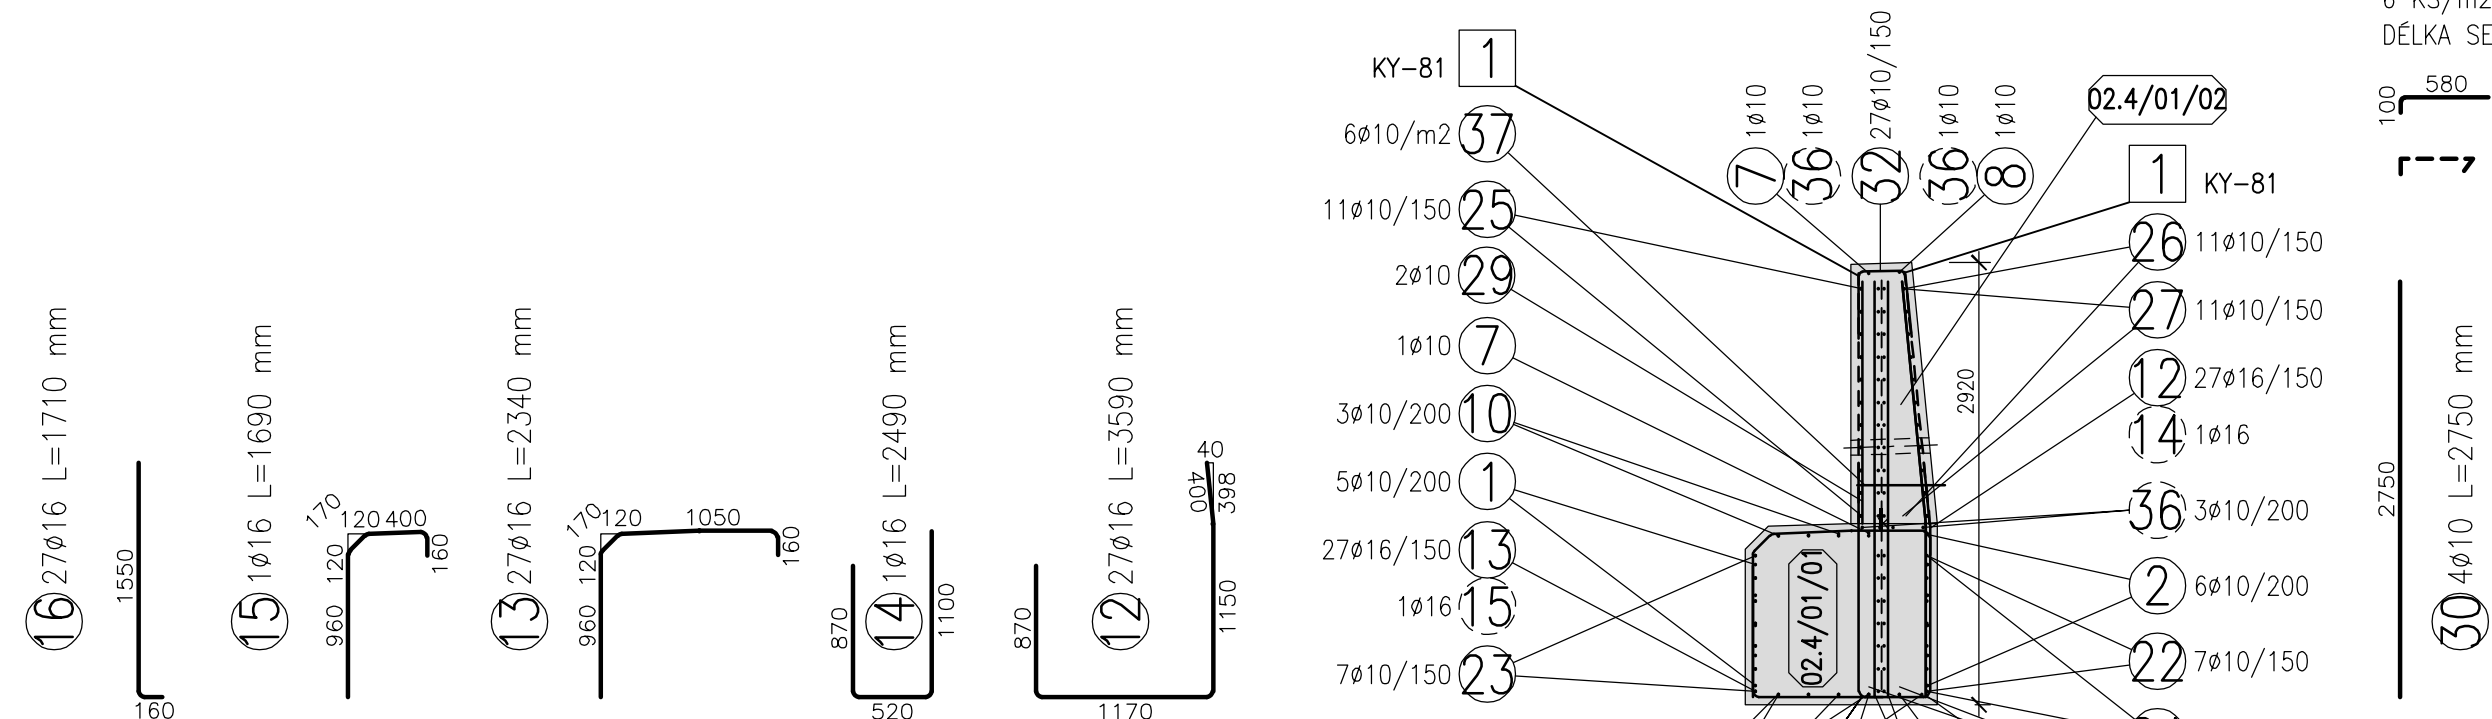 DÉLKA SE
580
100
KY-81
1
6ø10/m2
37
11ø10/150
25
2ø10
29
1ø10
7
3ø10/200
10
5ø10/200
1
27ø16/150
13
1ø16
15
7ø10/150
23
7
1ø10
36
1ø10
32
27ø10/150
36
1ø10
8
1ø10
02.4/01/02
1
KY-81
26
11ø10/150
27
11ø10/150
12
27ø16/150
14
1ø16
36
3ø10/200
2
6ø10/200
22
7ø10/150
2920
02.4/01/01
16
27ø16 L=1710 mm
1550
160
15
1ø16 L=1690 mm
170
120
400
160
120
960
13
27ø16 L=2340 mm
170
120
1050
160
120
960
14
1ø16 L=2490 mm
870
1100
520
12
27ø16 L=3590 mm
40
400
398
870
1150
1170
30
4ø10 L=2750 mm
2750